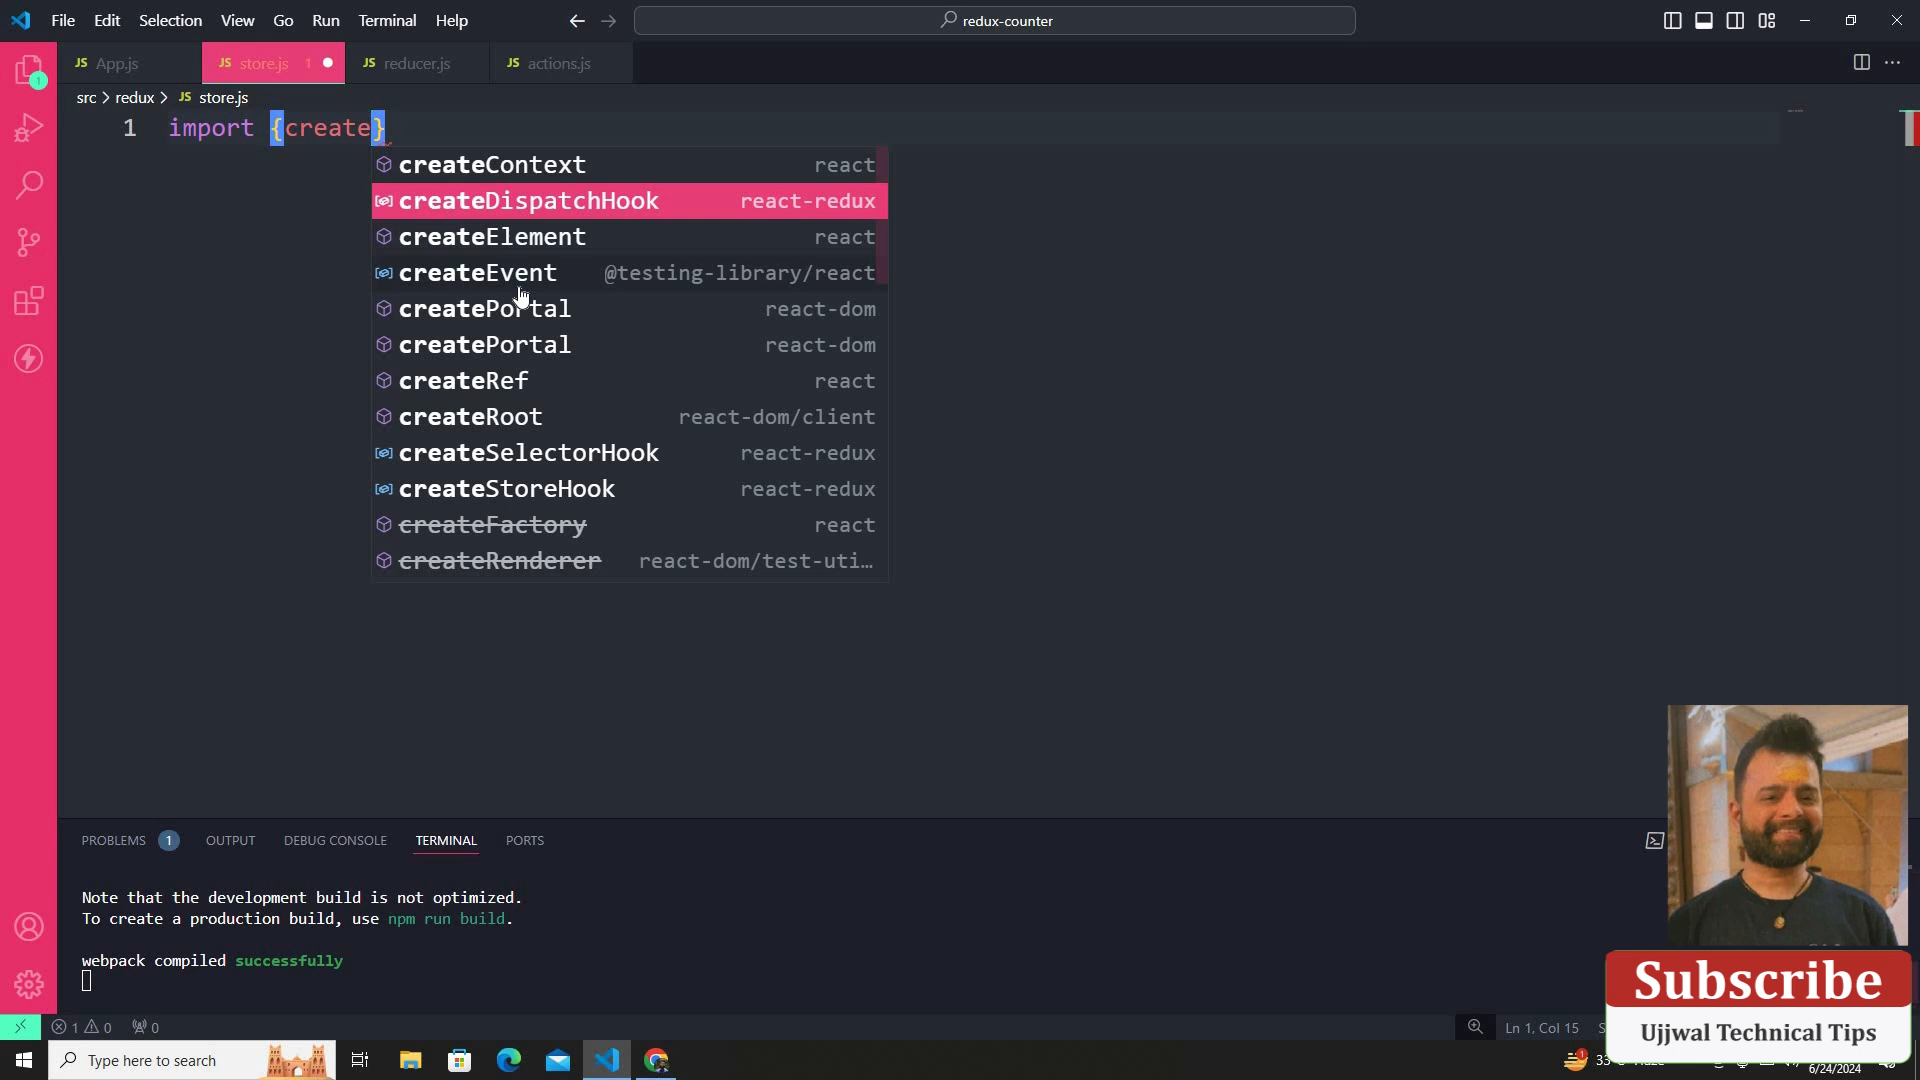 File Edit Selection View Go Run Terminal Help
redux-counter
JS App.js
JS store.js 1
JS reducer.js
JS actions.js
src > redux > JS store.js
1 import {create}
createContext react
createDispatchHook react-redux
createElement react
createEvent @testing-library/react
createPortal react-dom
createPortal react-dom
createRef react
createRoot react-dom/client
createSelectorHook react-redux
createStoreHook react-redux
createFactory react
createRenderer react-dom/test-uti…
PROBLEMS 1 OUTPUT DEBUG CONSOLE TERMINAL PORTS
Note that the development build is not optimized.
To create a production build, use npm run build.
webpack compiled successfully
Subscribe
Ujjwal Technical Tips
1 0 0
Ln 1, Col 15
Type here to search
6/24/2024